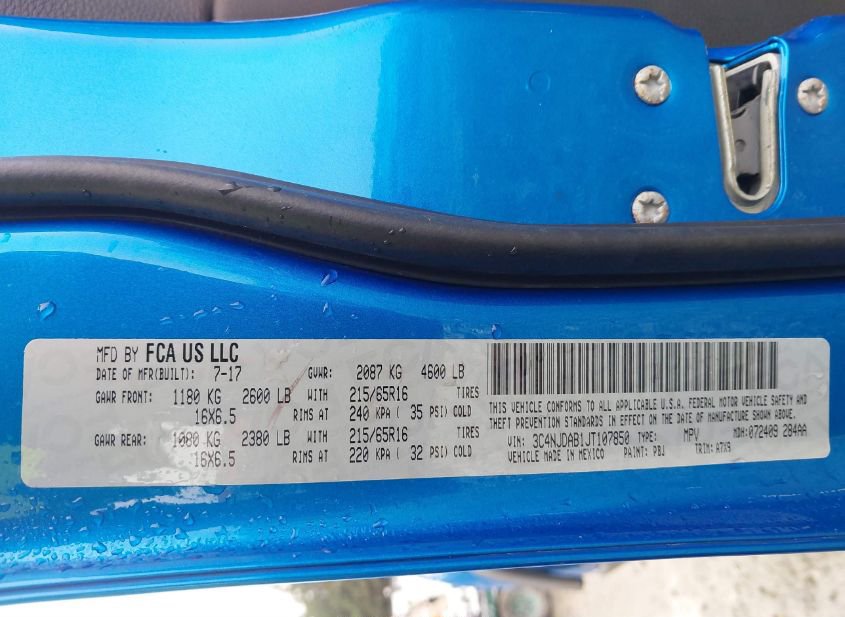 MFD BY FCA US LLC
DATE OF MFR(BUILT): 7-17 GVWR: 2087 KG 4600 LB
GAWR FRONT: 1180 KG 2600 LB WITH 215/65R16 TIRES
16X6.5 RIMS AT 240 KPA ( 35 PSI) COLD
GAWR REAR: 1080 KG 2380 LB WITH 215/65R16 TIRES
16X6.5 RIMS AT 220 KPA ( 32 PSI) COLD
THIS VEHICLE CONFORMS TO ALL APPLICABLE U.S.A. FEDERAL MOTOR VEHICLE SAFETY AND
THEFT PREVENTION STANDARDS IN EFFECT ON THE DATE OF MANUFACTURE SHOWN ABOVE.
VIN: 3C4NJDAB1JT107850 TYPE: MPV MDH: 072409 284AA
VEHICLE MADE IN MEXICO PAINT: PBJ TRIM: A7X9